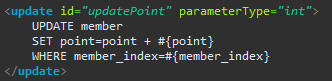 <update id="updatePoint" parameterType="int">
UPDATE member
SET point=point + #{point}
WHERE member_index=#{member_index}
</update>